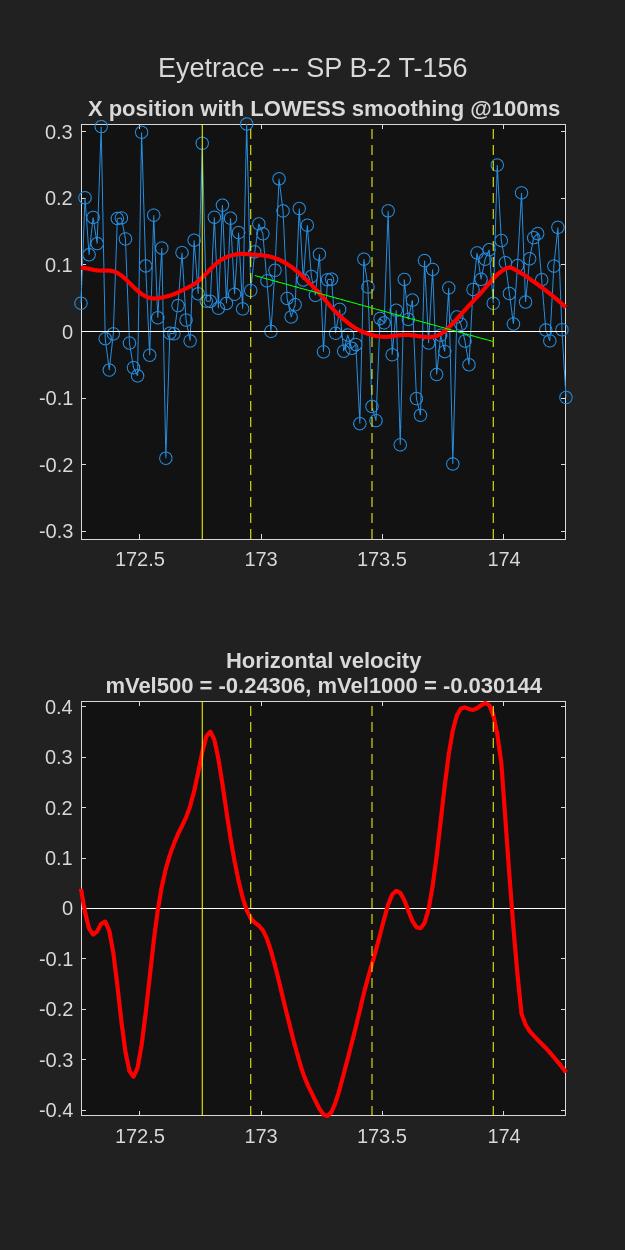 Eyetrace --- SP B-2 T-156
X position with LOWESS smoothing @100ms
0.3
0.2
0.1
0
-0.1
-0.2
-0.3
172.5 173 173.5 174
Horizontal velocity
mVel500 = -0.24306, mVel1000 = -0.030144
0.4
0.3
0.2
0.1
0
-0.1
-0.2
-0.3
-0.4
172.5 173 173.5 174